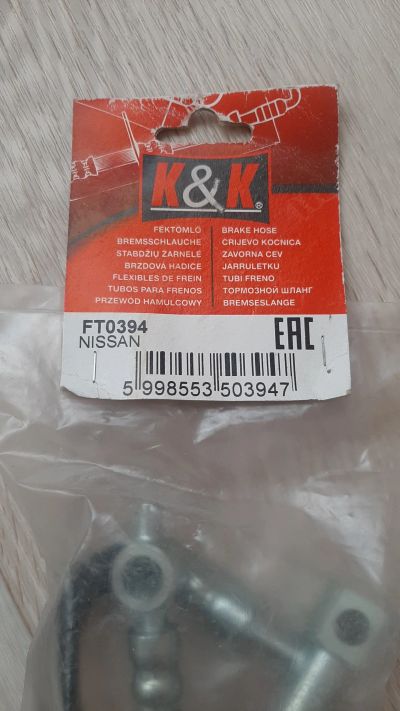 K&K®
FÉKTÖMLŐ
BREMSSCHLAUCHE
STABDŽIŲ ŽARNELĖ
BRZDOVÁ HADICE
FLEXIBLES DE FREIN
TUBOS PARA FRENOS
PRZEWÓD HAMULCOWY
BRAKE HOSE
CRIJEVO KOCNICA
ZAVORNA CEV
JARRULETKU
TUBI FRENO
ТОРМОЗНОЙ ШЛАНГ
BREMSESLANGE
FT0394
NISSAN
EAC
5 998553 503947